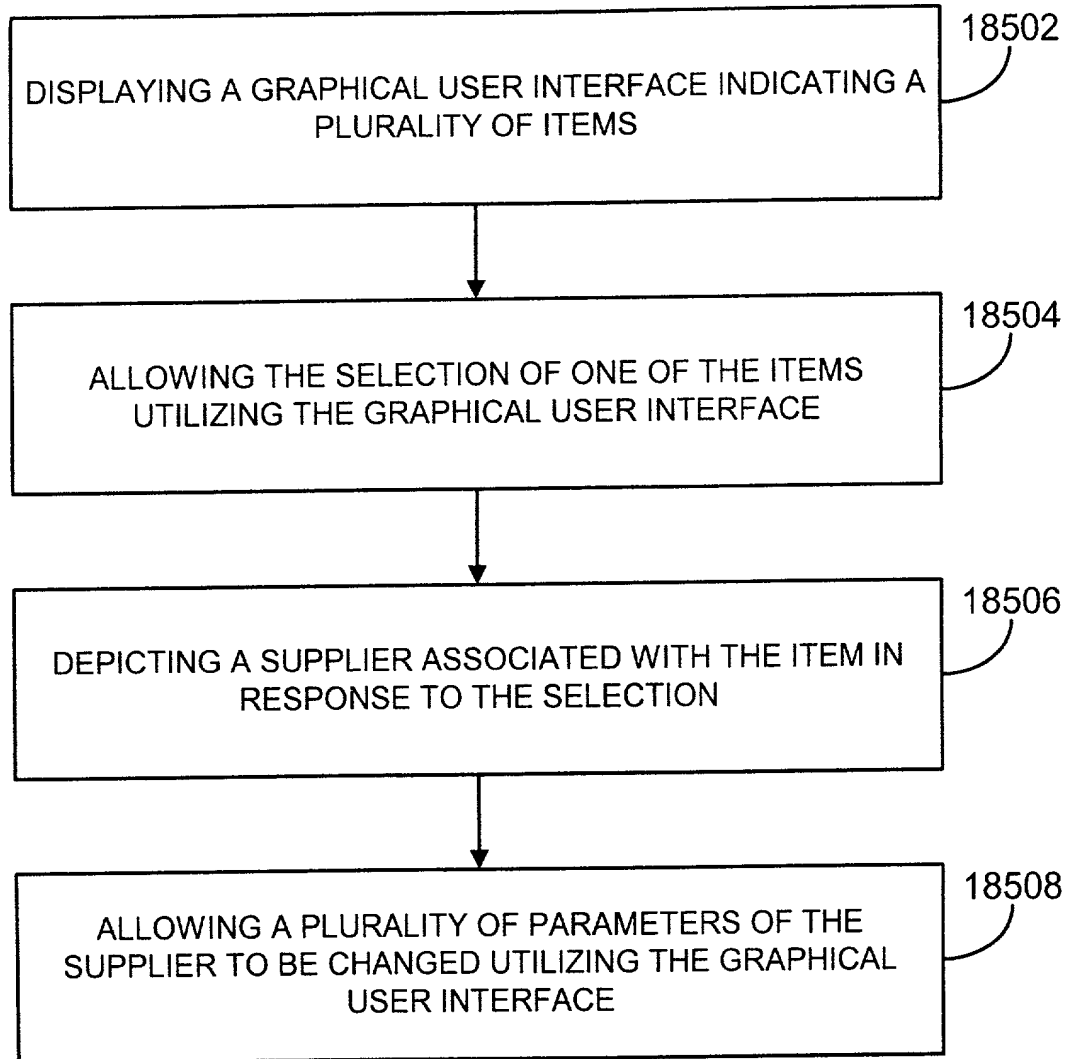 18502
DISPLAYING A GRAPHICAL USER INTERFACE INDICATING A
PLURALITY OF ITEMS
18504
ALLOWING THE SELECTION OF ONE OF THE ITEMS
UTILIZING THE GRAPHICAL USER INTERFACE
18506
DEPICTING A SUPPLIER ASSOCIATED WITH THE ITEM IN
RESPONSE TO THE SELECTION
18508
ALLOWING A PLURALITY OF PARAMETERS OF THE
SUPPLIER TO BE CHANGED UTILIZING THE GRAPHICAL
USER INTERFACE